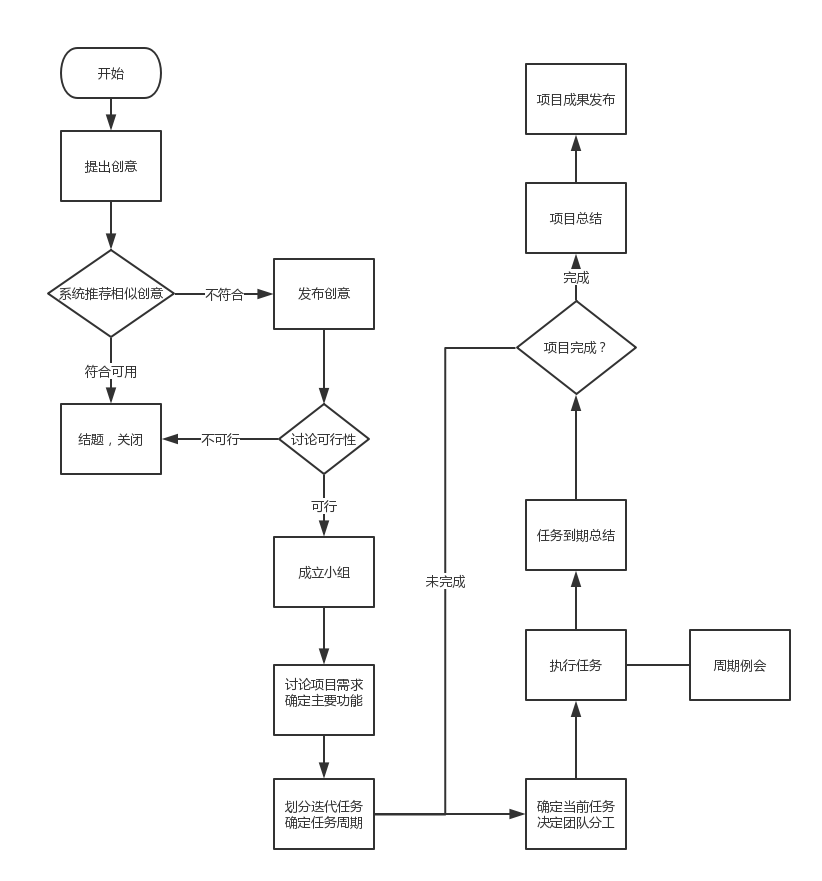 开始
提出创意
系统推荐相似创意
不符合
发布创意
符合可用
结题，关闭
不可行
讨论可行性
可行
成立小组
讨论项目需求
确定主要功能
划分迭代任务
确定任务周期
未完成
确定当前任务
决定团队分工
执行任务
周期例会
任务到期总结
项目完成？
完成
项目总结
项目成果发布